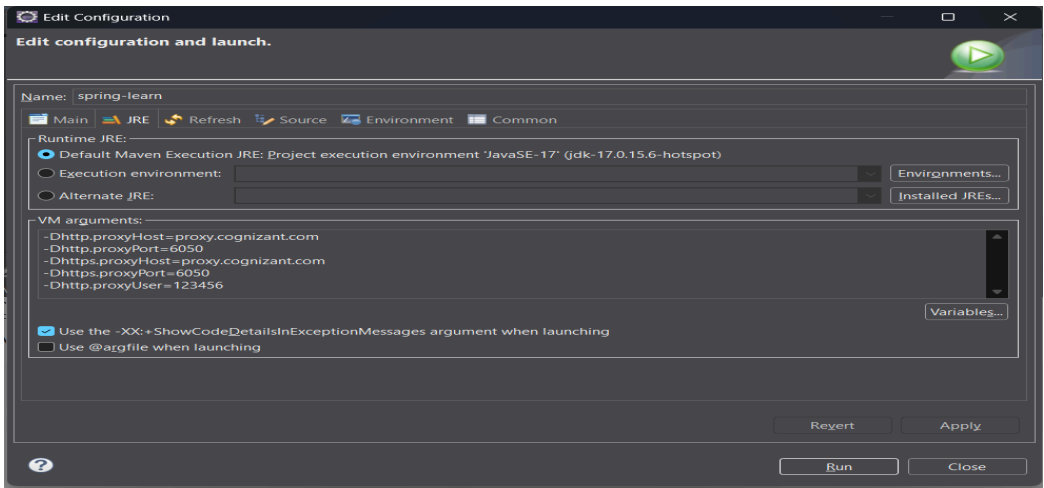 Edit Configuration
Edit configuration and launch.
Name: spring-learn
Main JRE Refresh Source Environment Common
Runtime JRE:
Default Maven Execution JRE: Project execution environment 'JavaSE-17' (jdk-17.0.15.6-hotspot)
Execution environment: Environments...
Alternate JRE: Installed JREs...
VM arguments:
-Dhttp.proxyHost=proxy.cognizant.com
-Dhttp.proxyPort=6050
-Dhttps.proxyHost=proxy.cognizant.com
-Dhttps.proxyPort=6050
-Dhttp.proxyUser=123456
Variables...
Use the -XX:+ShowCodeDetailsInExceptionMessages argument when launching
Use @argfile when launching
Revert Apply
? Run Close